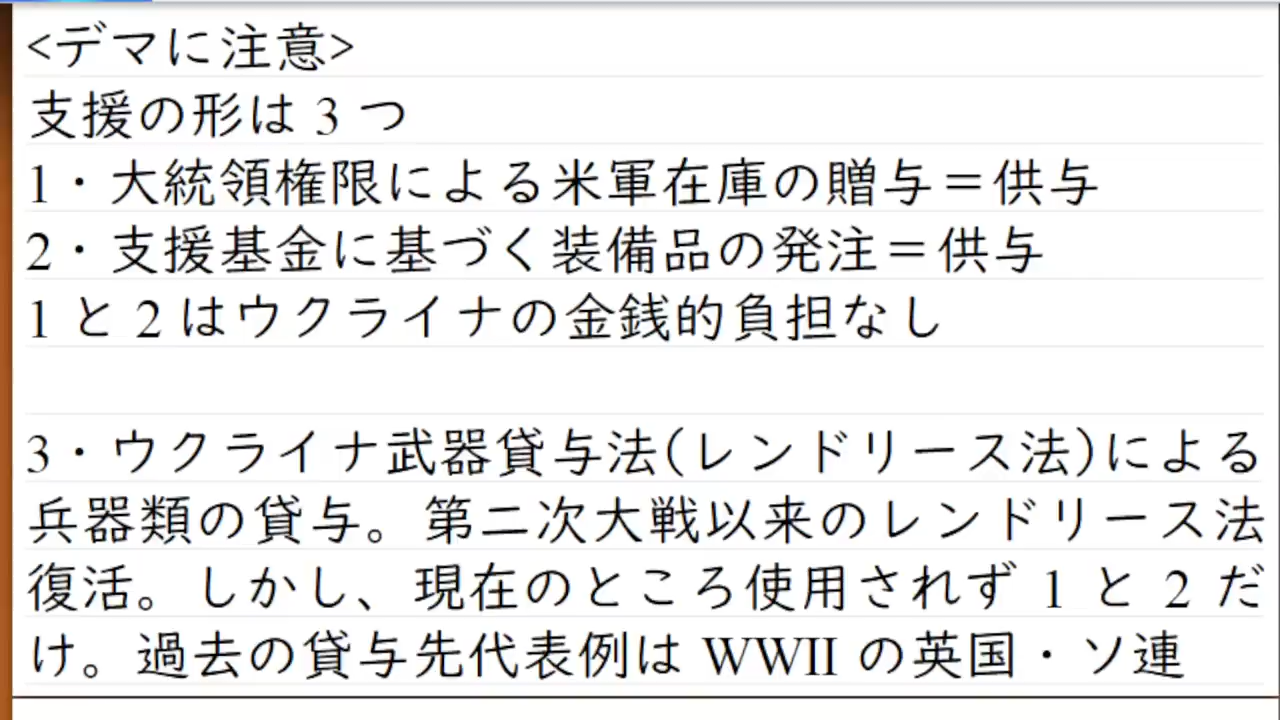 <デマに注意>
支援の形は 3 つ
1・大統領権限による米軍在庫の贈与＝供与
2・支援基金に基づく装備品の発注＝供与
1 と 2 はウクライナの金銭的負担なし
3・ウクライナ武器貸与法(レンドリース法)による
兵器類の貸与。第二次大戦以来のレンドリース法
復活。しかし、現在のところ使用されず 1 と 2 だ
け。過去の貸与先代表例は WWII の英国・ソ連